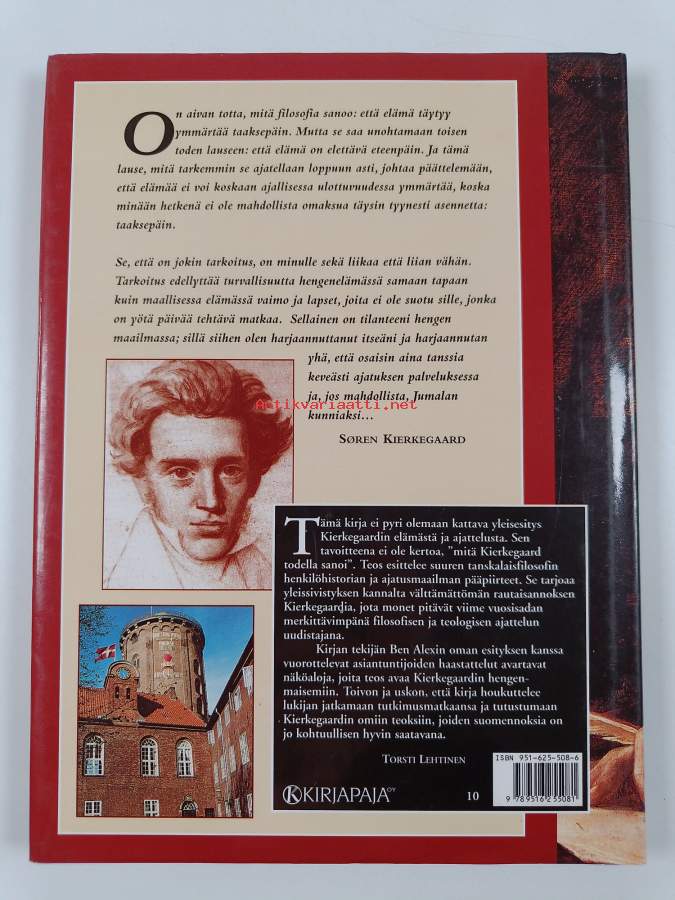 On aivan totta, mitä filosofia sanoo: että elämä täytyy
ymmärtää taaksepäin. Mutta se saa unohtamaan toisen
toden lauseen: että elämä on elettävä eteenpäin. Ja tämä
lause, mitä tarkemmin se ajatellaan loppuun asti, johtaa päättelemään,
että elämää ei voi koskaan ajallisessa ulottuvuudessa ymmärtää, koska
minään hetkenä ei ole mahdollista omaksua täysin tyynesti asennetta:
taaksepäin.
Se, että on jokin tarkoitus, on minulle sekä liikaa että liian vähän.
Tarkoitus edellyttää turvallisuutta hengenelämässä samaan tapaan
kuin maallisessa elämässä vaimo ja lapset, joita ei ole suotu sille, jonka
on yötä päivää tehtävä matkaa. Sellainen on tilanteeni hengen
maailmassa; sillä siihen olen harjaannuttanut itseäni ja harjaannutan
yhä, että osaisin aina tanssia
keveästi ajatuksen palveluksessa
ja, jos mahdollista, Jumalan
kunniaksi...
Antikvariaatti.net
SØREN KIERKEGAARD
Tämä kirja ei pyri olemaan kattava yleisesitys
Kierkegaardin elämästä ja ajattelusta. Sen
tavoitteena ei ole kertoa, "mitä Kierkegaard
todella sanoi". Teos esittelee suuren tanskalaisfilosofin
henkilöhistorian ja ajatusmaailman pääpiirteet. Se tarjoaa
yleissivistyksen kannalta välttämättömän rautaisannoksen
Kierkegaardia, jota monet pitävät viime vuosisadan
merkittävimpänä filosofisen ja teologisen ajattelun
uudistajana.
Kirjan tekijän Ben Alexin oman esityksen kanssa
vuorottelevat asiantuntijoiden haastattelut avartavat
näköaloja, joita teos avaa Kierkegaardin hengen-
maisemiin. Toivon ja uskon, että kirja houkuttelee
lukijan jatkamaan tutkimusmatkaansa ja tutustumaan
Kierkegaardin omiin teoksiin, joiden suomennoksia on
jo kohtuullisen hyvin saatavana.
TORSTI LEHTINEN
KIRJAPAJA OY
10
ISBN 951-625-508-6
9 789516 255081